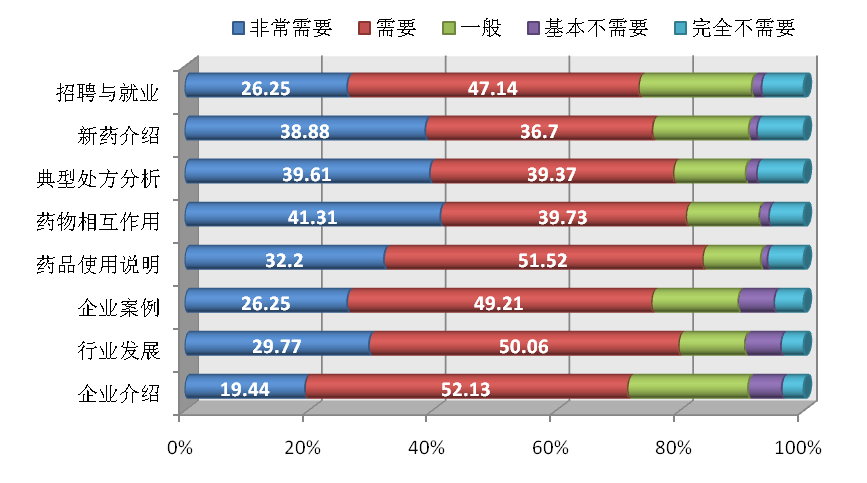 非常需要 需要 一般 基本不需要 完全不需要
招聘与就业 26.25 47.14
新药介绍 38.88 36.7
典型处方分析 39.61 39.37
药物相互作用 41.31 39.73
药品使用说明 32.2 51.52
企业案例 26.25 49.21
行业发展 29.77 50.06
企业介绍 19.44 52.13
0% 20% 40% 60% 80% 100%